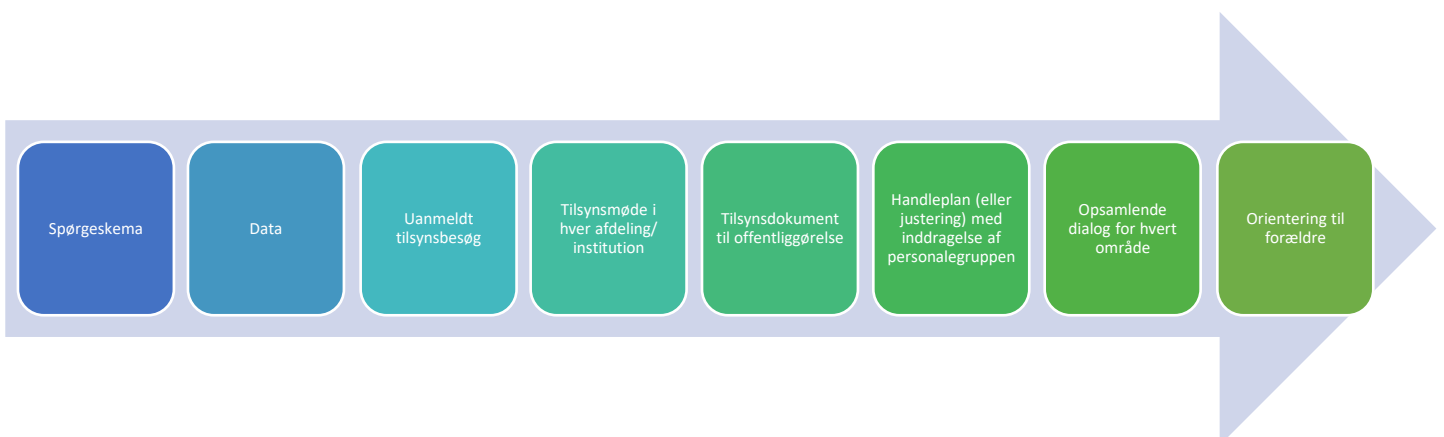 Spørgeskema
Data
Uanmeldt
tilsynsbesøg
Tilsynsmøde i
hver afdeling/
institution
Tilsynsdokument
til offentliggørelse
Handleplan (eller
justering) med
inddragelse af
personalegruppen
Opsamlende
dialog for hvert
område
Orientering til
forældre